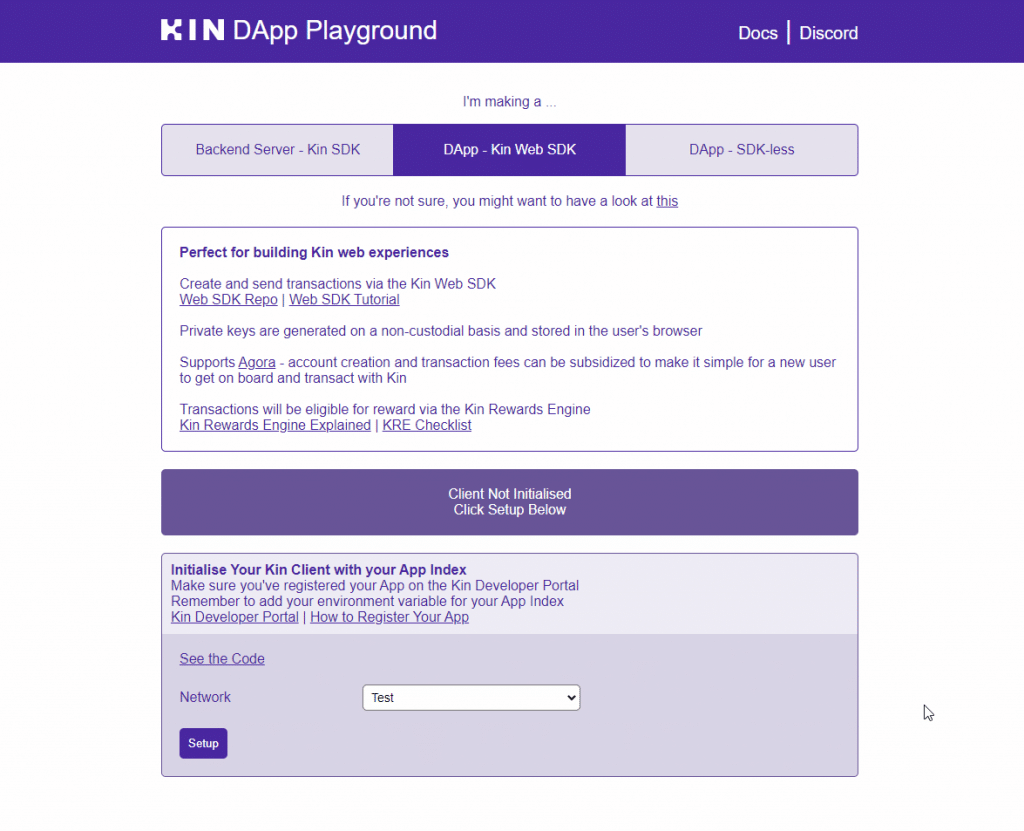 KIN DApp Playground
Docs | Discord
I'm making a ...
Backend Server - Kin SDK
DApp - Kin Web SDK
DApp - SDK-less
If you're not sure, you might want to have a look at this
Perfect for building Kin web experiences
Create and send transactions via the Kin Web SDK
Web SDK Repo | Web SDK Tutorial
Private keys are generated on a non-custodial basis and stored in the user's browser
Supports Agora - account creation and transaction fees can be subsidized to make it simple for a new user
to get on board and transact with Kin
Transactions will be eligible for reward via the Kin Rewards Engine
Kin Rewards Engine Explained | KRE Checklist
Client Not Initialised
Click Setup Below
Initialise Your Kin Client with your App Index
Make sure you've registered your App on the Kin Developer Portal
Remember to add your environment variable for your App Index
Kin Developer Portal | How to Register Your App
See the Code
Network
Test
Setup